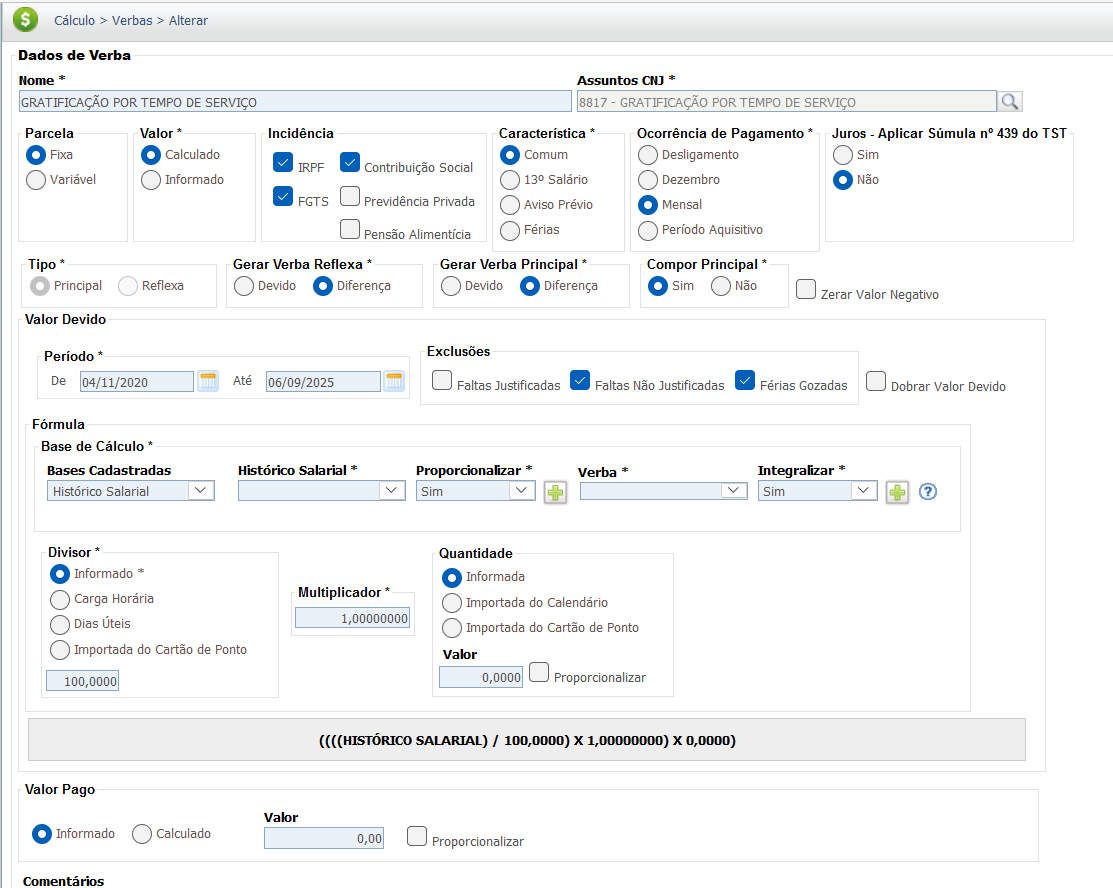 Cálculo > Verbas > Alterar
Dados de Verba
Nome * Assuntos CNJ *
GRATIFICAÇÃO POR TEMPO DE SERVIÇO 8817 - GRATIFICAÇÃO POR TEMPO DE SERVIÇO
Parcela Valor * Incidência Característica * Ocorrência de Pagamento * Juros - Aplicar Súmula nº 439 do TST
Fixa Calculado IRPF Contribuição Social Comum Desligamento Sim
Variável Informado FGTS Previdência Privada 13º Salário Dezembro Não
Pensão Alimentícia Aviso Prévio Mensal
Férias Período Aquisitivo
Tipo * Gerar Verba Reflexa * Gerar Verba Principal * Compor Principal *
Principal Reflexa Devido Diferença Devido Diferença Sim Não Zerar Valor Negativo
Valor Devido
Período * Exclusões
De 04/11/2020 Até 06/09/2025 Faltas Justificadas Faltas Não Justificadas Férias Gozadas Dobrar Valor Devido
Fórmula
Base de Cálculo *
Bases Cadastradas Histórico Salarial * Proporcionalizar * Verba * Integralizar *
Histórico Salarial Sim Sim ?
Divisor * Quantidade
Informado * Informada
Carga Horária Multiplicador * Importada do Calendário
Dias Úteis 1,00000000 Importada do Cartão de Ponto
Importada do Cartão de Ponto Valor
100,0000 0,0000 Proporcionalizar
((((HISTÓRICO SALARIAL) / 100,0000) X 1,00000000) X 0,0000)
Valor Pago
Valor
Informado Calculado 0,00 Proporcionalizar
Comentários